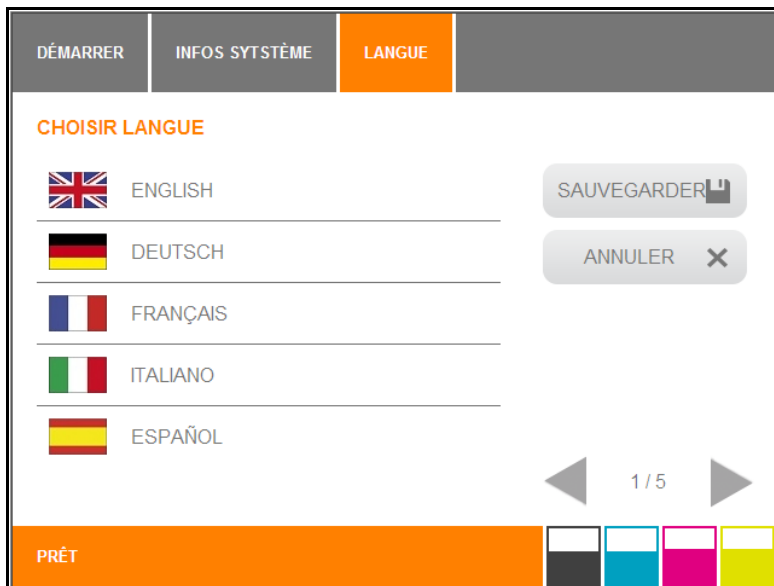 DÉMARRER
INFOS SYTSTÈME
LANGUE
CHOISIR LANGUE
ENGLISH
DEUTSCH
FRANÇAIS
ITALIANO
ESPAÑOL
SAUVEGARDER
ANNULER
1 / 5
PRÊT